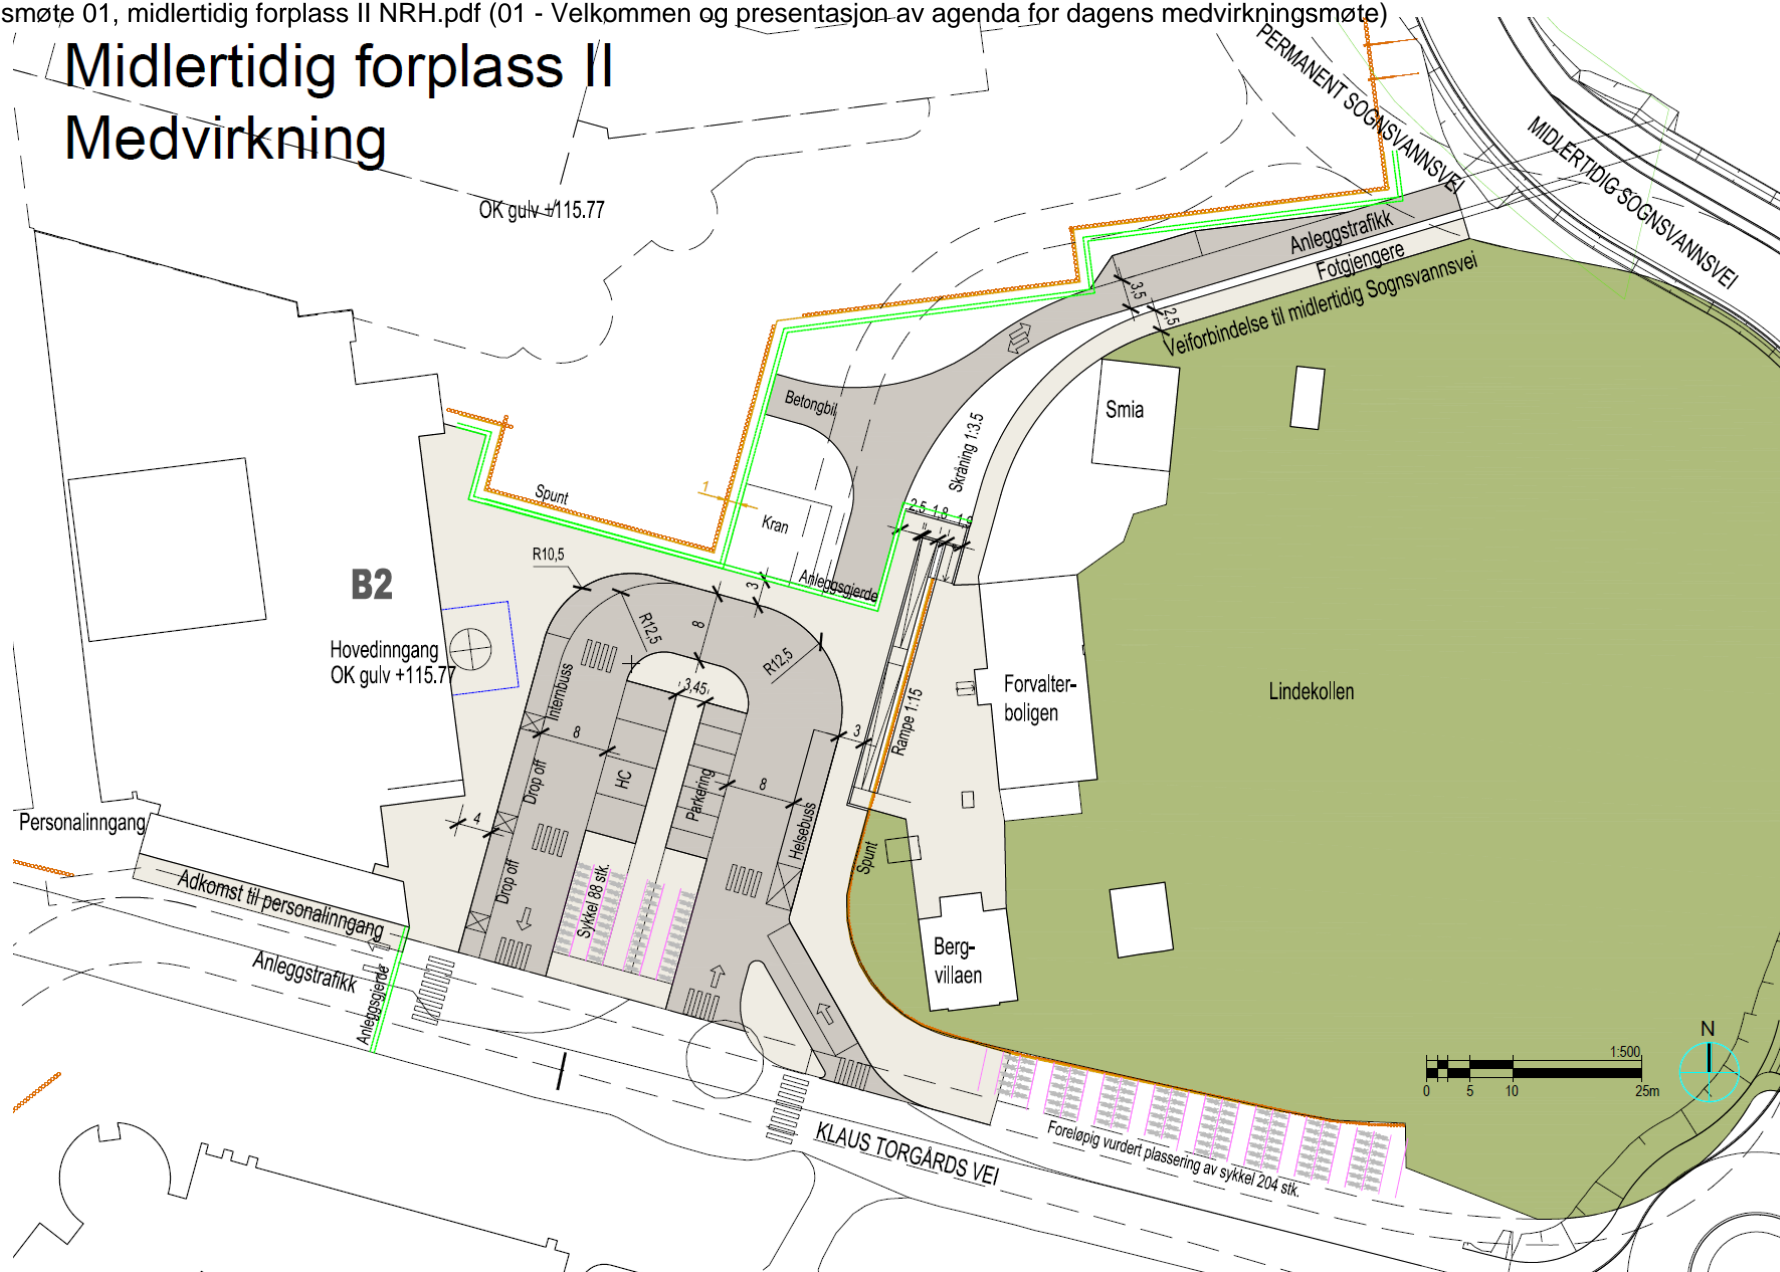 smøte 01, midlertidig forplass II NRH.pdf (01 - Velkommen og presentasjon av agenda for dagens medvirkningsmøte)
Midlertidig forplass II
Medvirkning
OK gulv +115.77
PERMANENT SOGNSVANNSVEI
MIDLERTIDIG SOGNSVANNSVEI
Anleggstrafikk
Fotgjengere
Veiforbindelse til midlertidig Sognsvannsvei
3,5
2,5
Betongbil
Smia
Skråning 1:3.5
Spunt
1
Kran
2,5 1,8 1,9
R10,5
Anleggsgjerde
3
B2
R12,5
8
R12,5
Hovedinngang
OK gulv +115.77
Internbuss
3,45
Forvalter-
boligen
Lindekollen
Rampe 1:15
3
8
HC
Parkering
8
Drop off
Helsebuss
4
Personalinngang
Spunt
Drop off
Sykkel 88 stk.
Adkomst til personalinngang
Anleggstrafikk
Anleggsgjerde
Berg-
villaen
N
1:500
0 5 10 25m
KLAUS TORGÅRDS VEI
Foreløpig vurdert plassering av sykkel 204 stk.